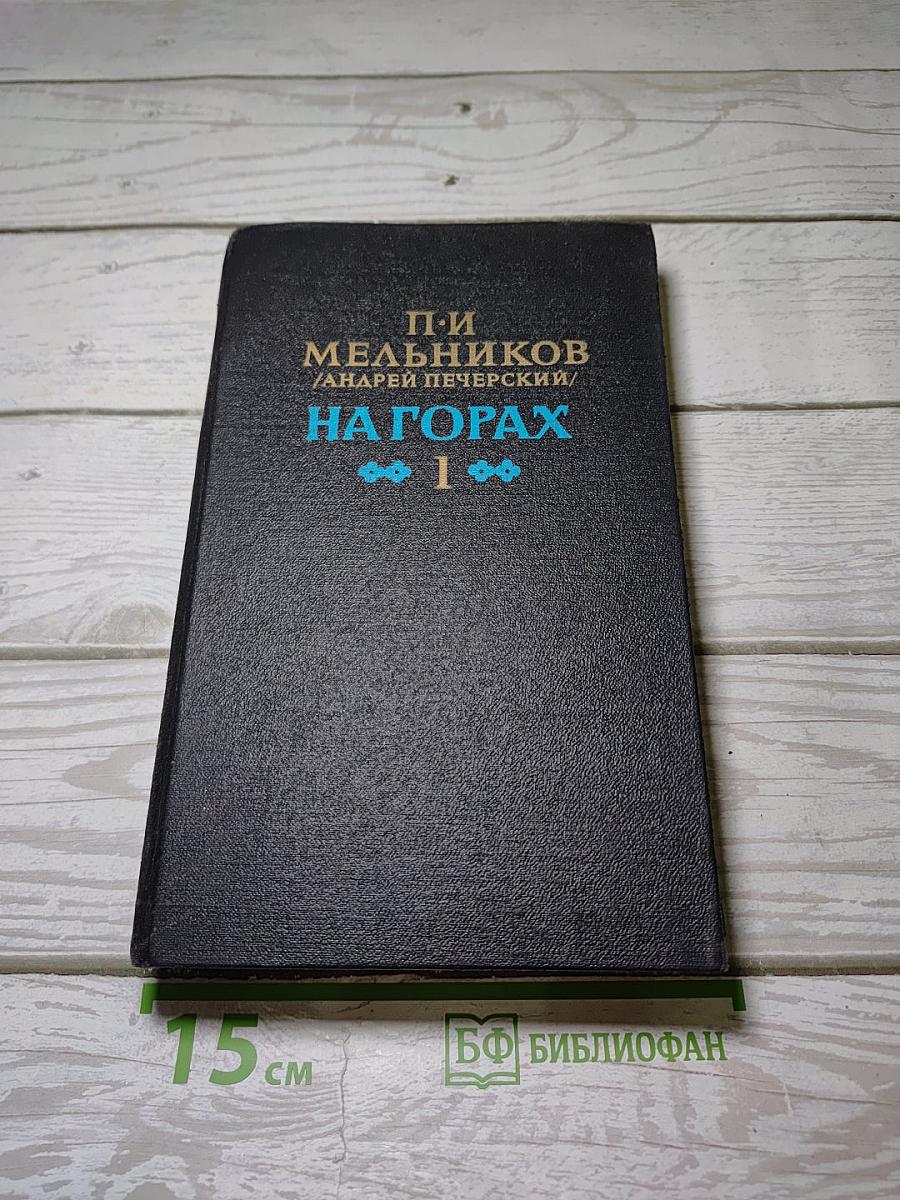 П·И
МЕЛЬНИКОВ
/АНДРЕЙ ПЕЧЕРСКИЙ/
НА ГОРАХ
1
15 см
БФ БИБЛИОФАН